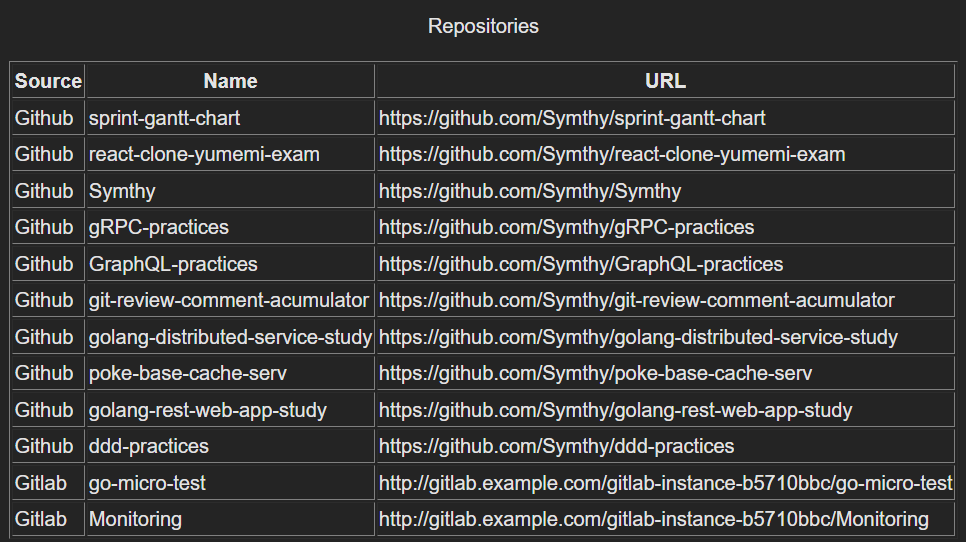 Repositories
Source Name URL
Github sprint-gantt-chart https://github.com/Symthy/sprint-gantt-chart
Github react-clone-yumemi-exam https://github.com/Symthy/react-clone-yumemi-exam
Github Symthy https://github.com/Symthy/Symthy
Github gRPC-practices https://github.com/Symthy/gRPC-practices
Github GraphQL-practices https://github.com/Symthy/GraphQL-practices
Github git-review-comment-acumulator https://github.com/Symthy/git-review-comment-acumulator
Github golang-distributed-service-study https://github.com/Symthy/golang-distributed-service-study
Github poke-base-cache-serv https://github.com/Symthy/poke-base-cache-serv
Github golang-rest-web-app-study https://github.com/Symthy/golang-rest-web-app-study
Github ddd-practices https://github.com/Symthy/ddd-practices
Gitlab go-micro-test http://gitlab.example.com/gitlab-instance-b5710bbc/go-micro-test
Gitlab Monitoring http://gitlab.example.com/gitlab-instance-b5710bbc/Monitoring